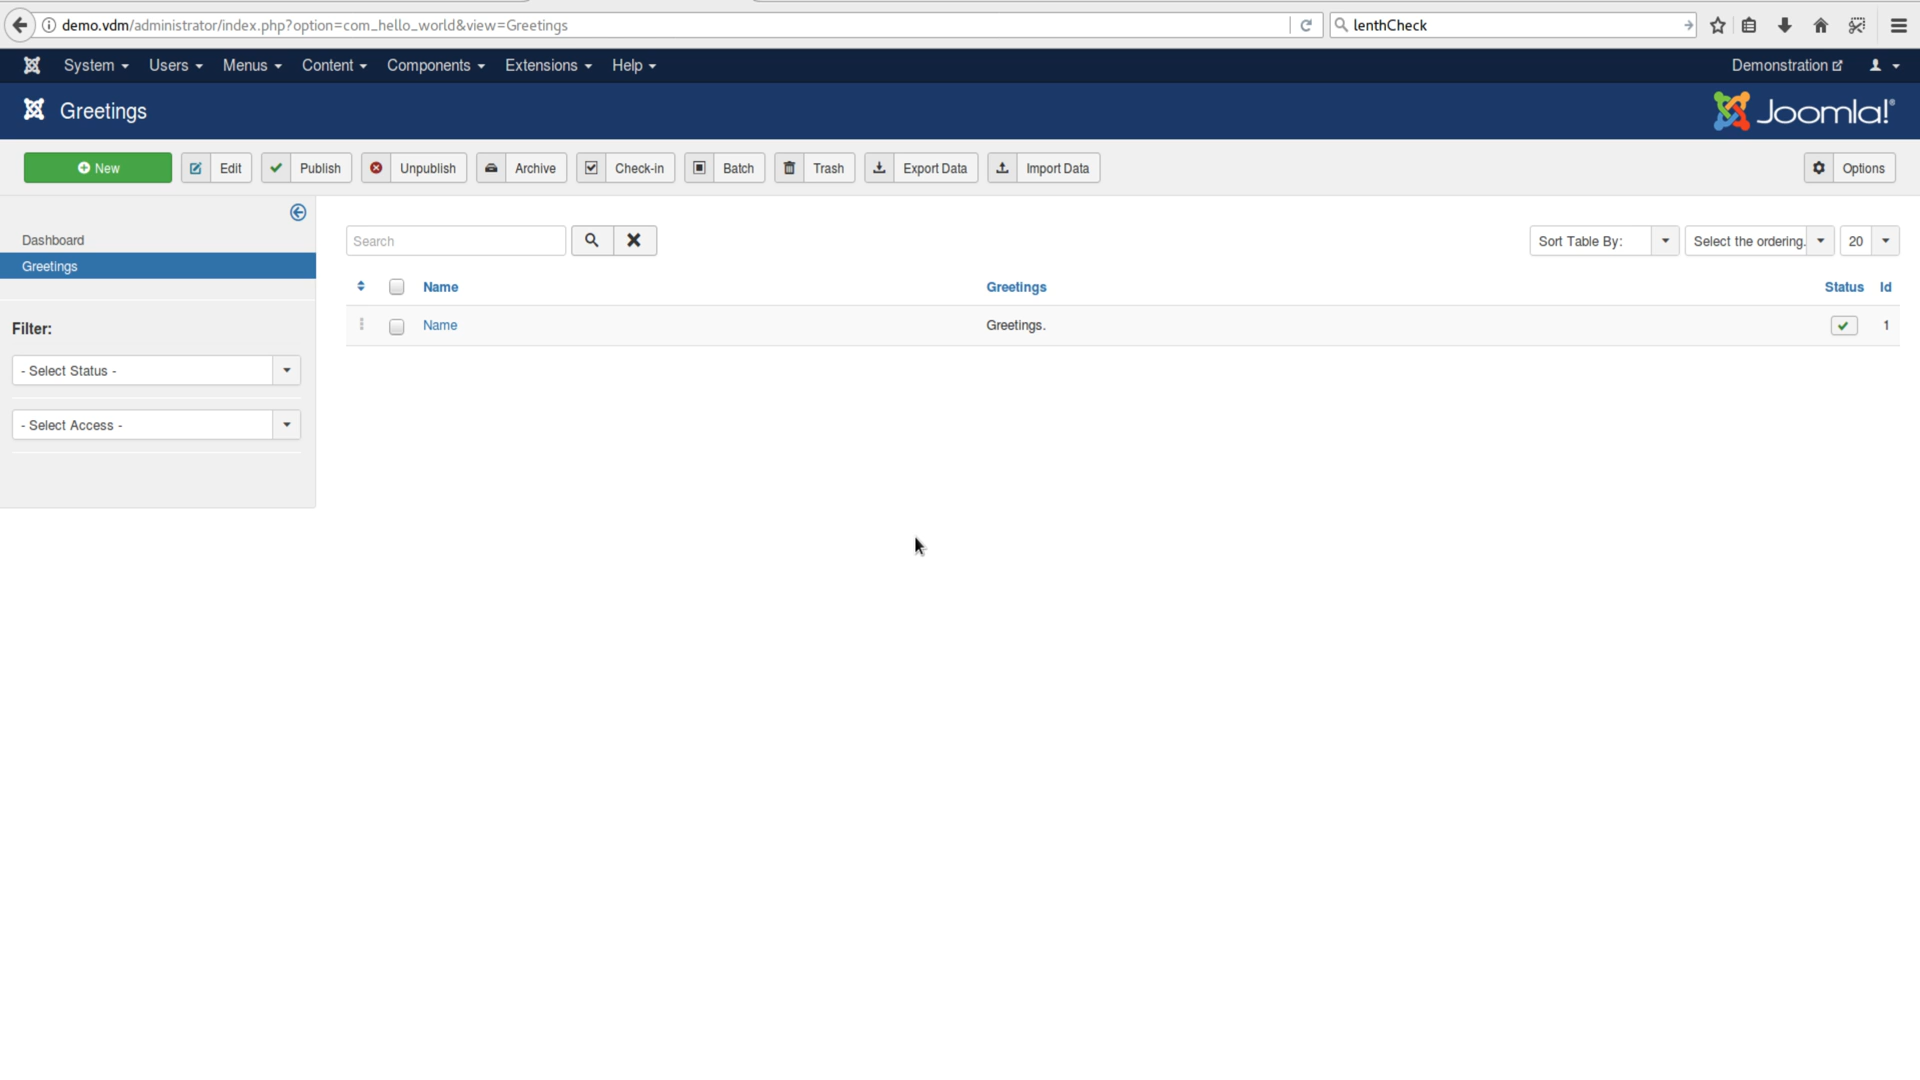 demo.vdm/administrator/index.php?option=com_hello_world&view=Greetings
lenthCheck
System Users Menus Content Components Extensions Help Demonstration
Greetings Joomla!®
New Edit Publish Unpublish Archive Check-in Batch Trash Export Data Import Data Options
Dashboard
Greetings
Filter:
- Select Status -
- Select Access -
Search Sort Table By: Select the ordering. 20
Name Greetings Status Id
Name Greetings. 1